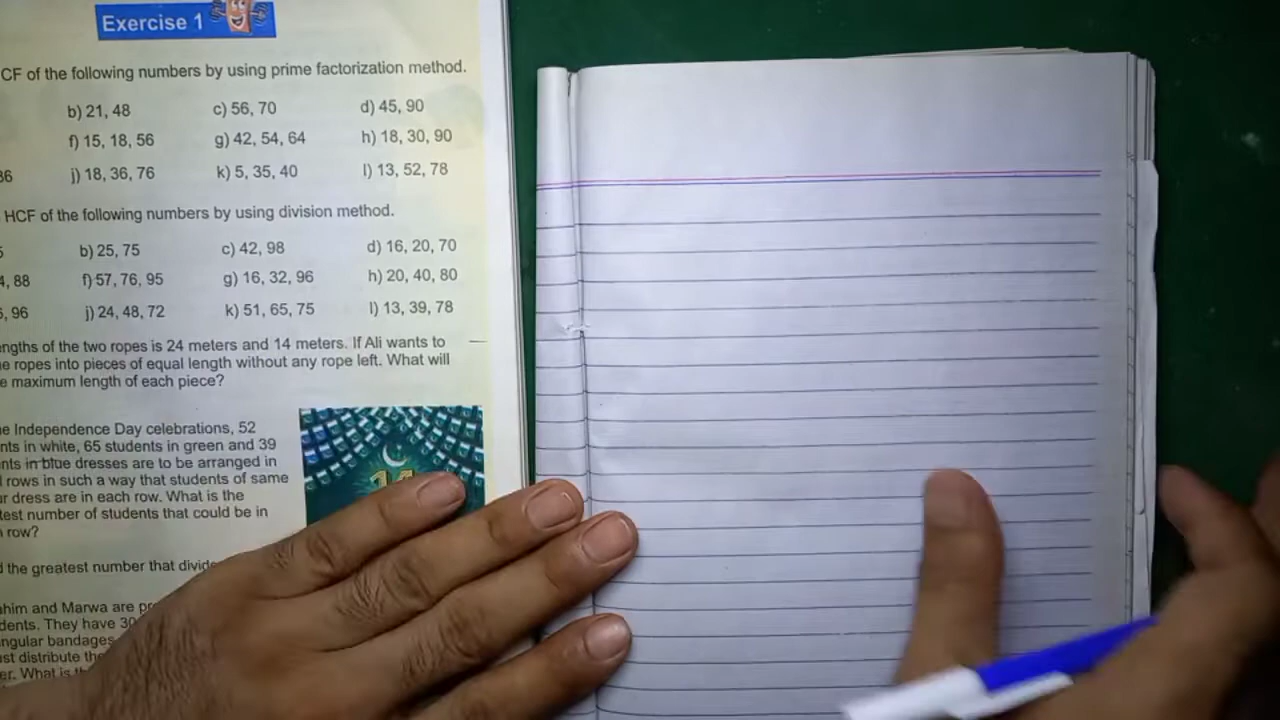 Exercise 1
CF of the following numbers by using prime factorization method.
b) 21, 48 c) 56, 70 d) 45, 90
f) 15, 18, 56 g) 42, 54, 64 h) 18, 30, 90
36 j) 18, 36, 76 k) 5, 35, 40 l) 13, 52, 78
HCF of the following numbers by using division method.
b) 25, 75 c) 42, 98 d) 16, 20, 70
4, 88 f) 57, 76, 95 g) 16, 32, 96 h) 20, 40, 80
, 96 j) 24, 48, 72 k) 51, 65, 75 l) 13, 39, 78
ngths of the two ropes is 24 meters and 14 meters. If Ali wants to
e ropes into pieces of equal length without any rope left. What will
e maximum length of each piece?
e Independence Day celebrations, 52
nts in white, 65 students in green and 39
nts in blue dresses are to be arranged in
l rows in such a way that students of same
ur dress are in each row. What is the
test number of students that could be in
row?
14
d the greatest number that divide
him and Marwa are pr
dents. They have 30
ngular bandages
st distribute the
er. What is th